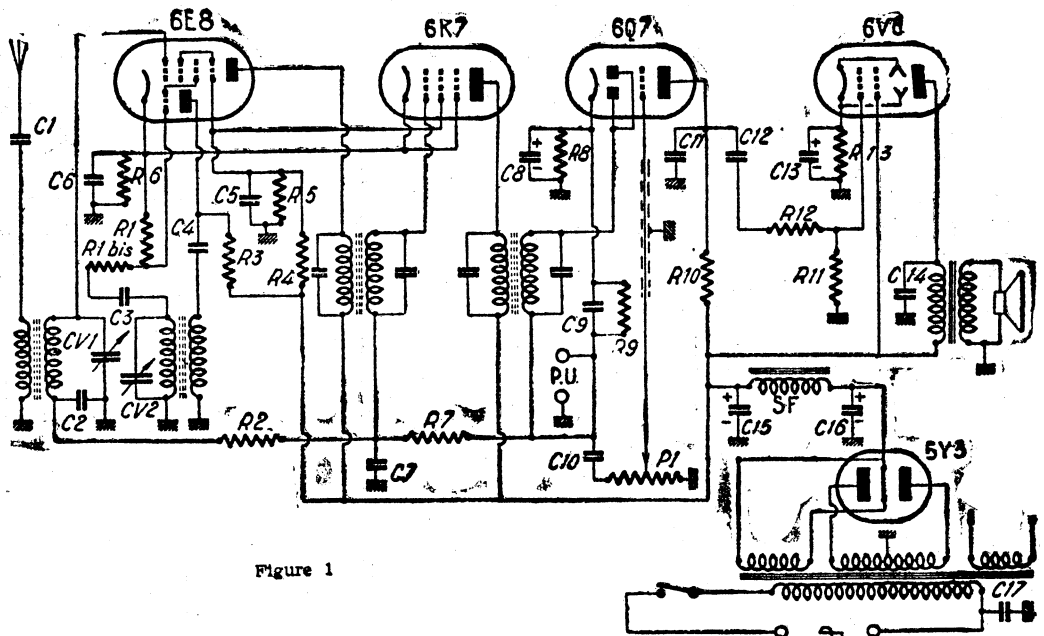 6E8
6K7
6Q7
6V6
C1
C6
R6
C5
R5
C8
R8
C11
C12
C13
R13
R1
R1 bis
C4
R3
R4
R12
R10
R11
C14
C3
C9
R9
CV1
CV2
C2
P.U.
SF
C15
C16
R2
R7
C7
C10
P1
5Y3
C17
Figure 1